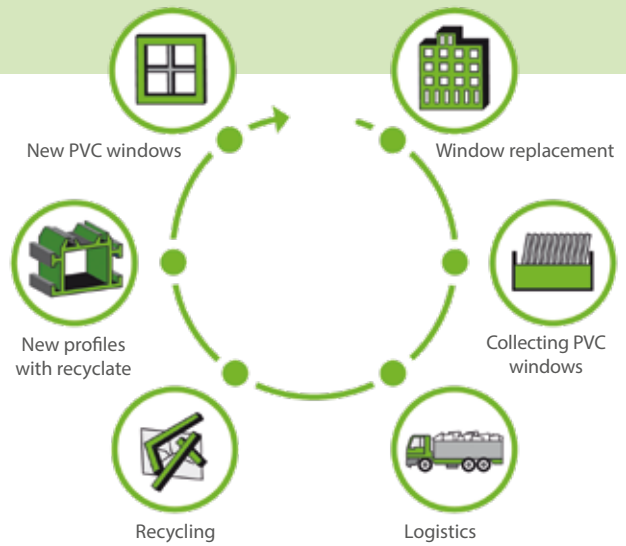 New PVC windows
Window replacement
New profiles
with recyclate
Collecting PVC
windows
Recycling
Logistics